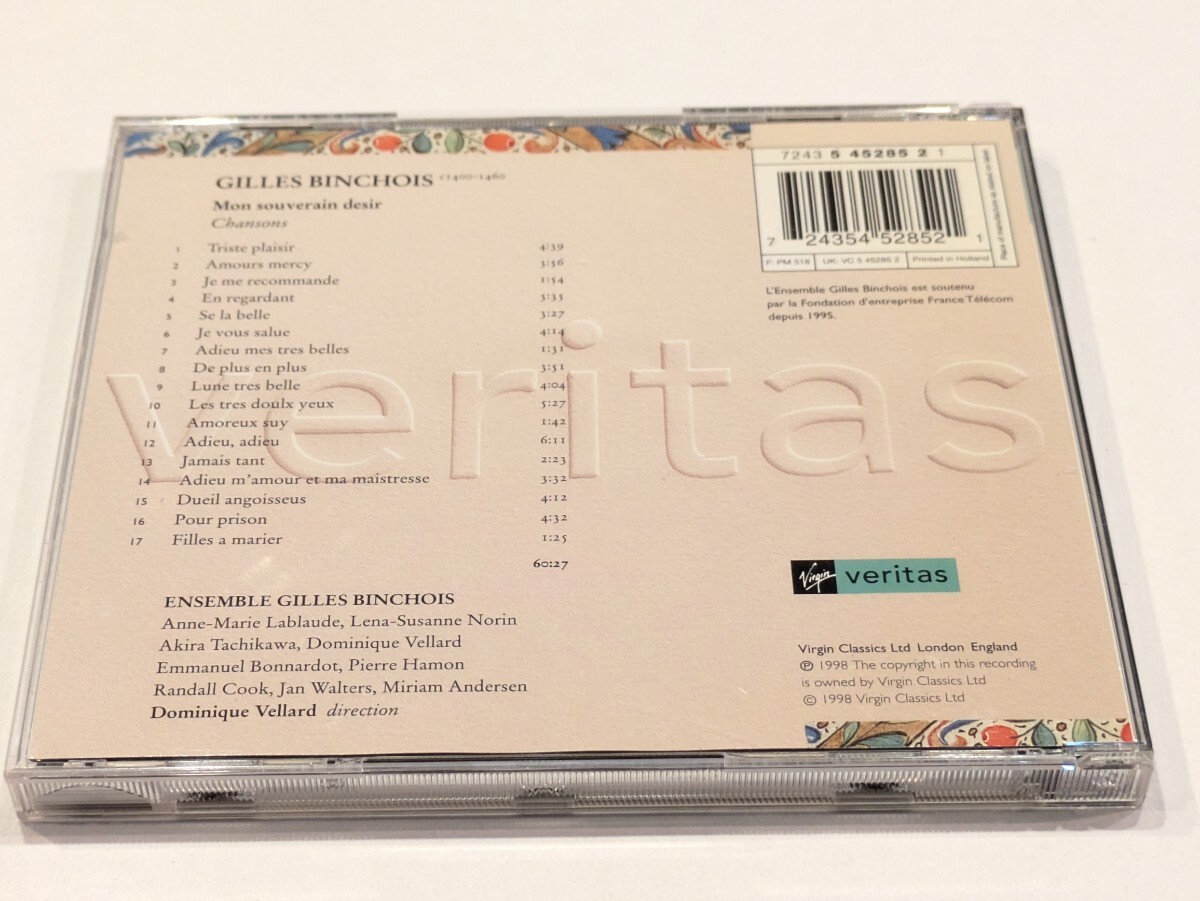 GILLES BINCHOIS c1400-1460
Mon souverain desir
Chansons
1 Triste plaisir 4:39
2 Amours mercy 3:56
3 Je me recommande 1:54
4 En regardant 3:35
5 Se la belle 3:27
6 Je vous salue 4:14
7 Adieu mes tres belles 1:31
8 De plus en plus 3:51
9 Lune tres belle 4:04
10 Les tres doulx yeux 5:27
11 Amoreux suy 1:42
12 Adieu, adieu 6:11
13 Jamais tant 2:23
14 Adieu m'amour et ma maistresse 3:32
15 Dueil angoisseus 4:12
16 Pour prison 4:32
17 Filles a marier 1:25
60:27
ENSEMBLE GILLES BINCHOIS
Anne-Marie Lablaude, Lena-Susanne Norin
Akira Tachikawa, Dominique Vellard
Emmanuel Bonnardot, Pierre Hamon
Randall Cook, Jan Walters, Miriam Andersen
Dominique Vellard direction
veritas
7243 5 45285 2 1
7 24354 52852 1
F: PM 518 UK: VC 5 45285 2 Printed in Holland
L'Ensemble Gilles Binchois est soutenu
par la Fondation d'entreprise France Télécom
depuis 1995.
Virgin veritas
Virgin Classics Ltd London England
℗ 1998 The copyright in this recording
is owned by Virgin Classics Ltd
© 1998 Virgin Classics Ltd